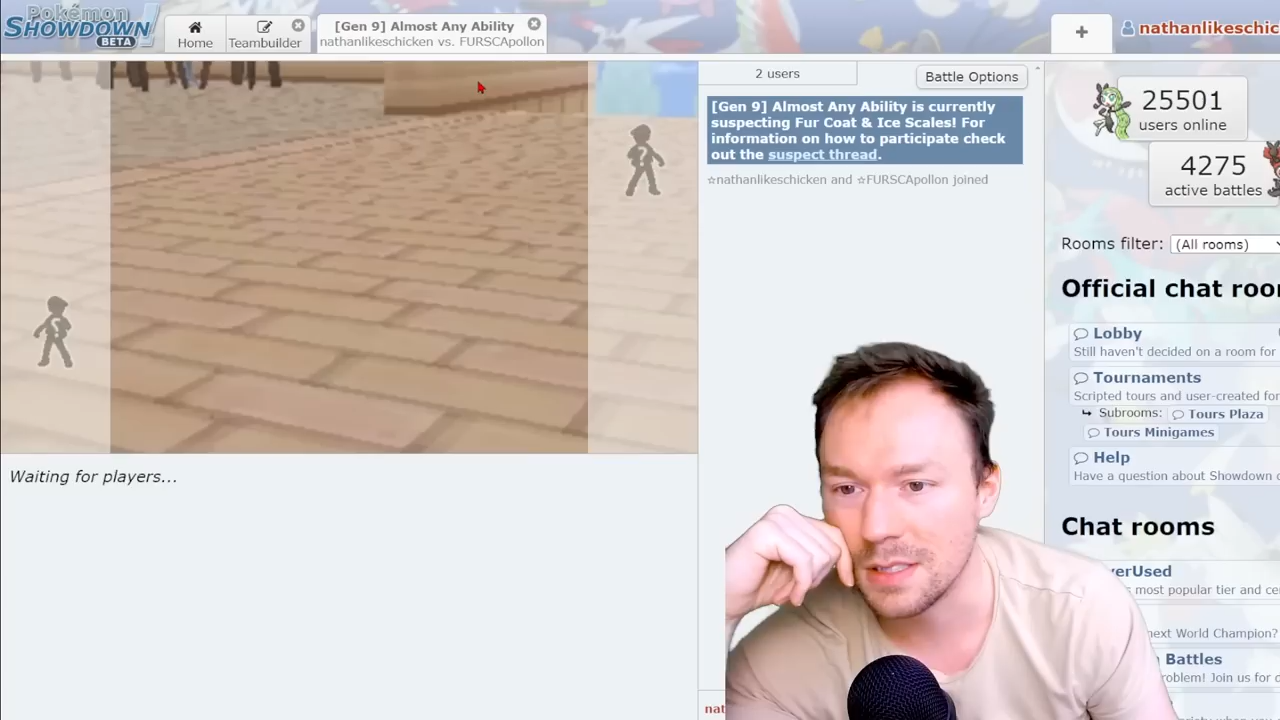 Pokémon
SHOWDOWN!
BETA
Home
Teambuilder
[Gen 9] Almost Any Ability
nathanlikeschicken vs. FURSCApollon
nathanlikeschic
2 users
Battle Options
[Gen 9] Almost Any Ability is currently
suspecting Fur Coat & Ice Scales! For
information on how to participate check
out the suspect thread.
☆nathanlikeschicken and ☆FURSCApollon joined
25501
users online
4275
active battles
Rooms filter: (All rooms)
Official chat roo
Lobby
Still haven't decided on a room for
Tournaments
Scripted tours and user-created for
Subrooms: Tours Plaza
Tours Minigames
Help
Have a question about Showdown
Chat rooms
verUsed
most popular tier and ce
next World Champion?
Battles
roblem! Join us for
Waiting for players...
nat